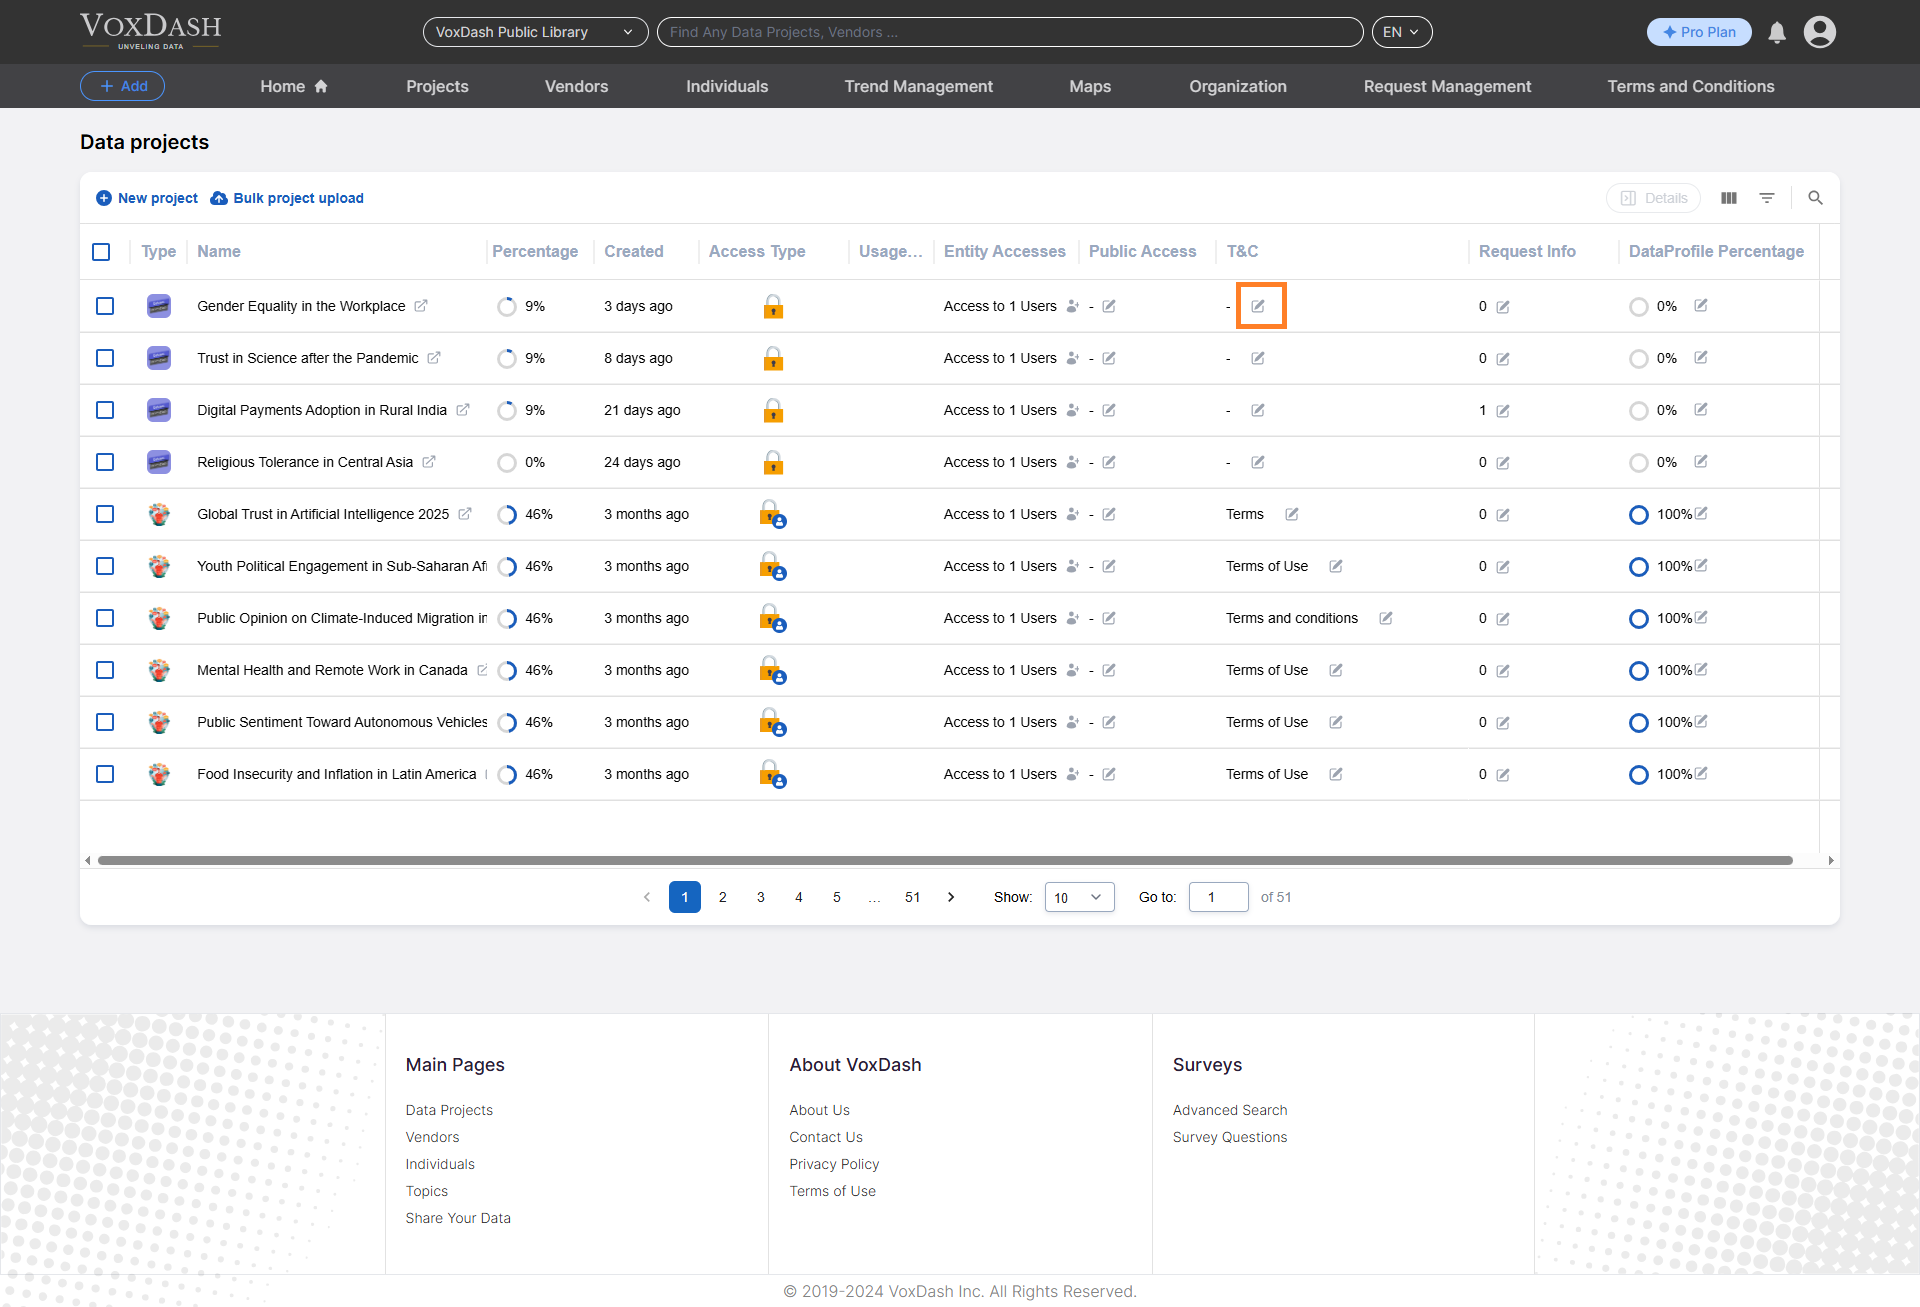 VOXDASH
UNVELING DATA
VoxDash Public Library
Find Any Data Projects, Vendors ...
EN
Pro Plan
Add
Home
Projects
Vendors
Individuals
Trend Management
Maps
Organization
Request Management
Terms and Conditions
Data projects
New project
Bulk project upload
Details
Type Name Percentage Created Access Type Usage... Entity Accesses Public Access T&C Request Info DataProfile Percentage
Gender Equality in the Workplace 9% 3 days ago Access to 1 Users - - 0 0%
Trust in Science after the Pandemic 9% 8 days ago Access to 1 Users - - 0 0%
Digital Payments Adoption in Rural India 9% 21 days ago Access to 1 Users - - 1 0%
Religious Tolerance in Central Asia 0% 24 days ago Access to 1 Users - - 0 0%
Global Trust in Artificial Intelligence 2025 46% 3 months ago Access to 1 Users - Terms 0 100%
Youth Political Engagement in Sub-Saharan Af 46% 3 months ago Access to 1 Users - Terms of Use 0 100%
Public Opinion on Climate-Induced Migration in 46% 3 months ago Access to 1 Users - Terms and conditions 0 100%
Mental Health and Remote Work in Canada 46% 3 months ago Access to 1 Users - Terms of Use 0 100%
Public Sentiment Toward Autonomous Vehicles 46% 3 months ago Access to 1 Users - Terms of Use 0 100%
Food Insecurity and Inflation in Latin America 46% 3 months ago Access to 1 Users - Terms of Use 0 100%
1 2 3 4 5 ... 51 Show: 10 Go to: 1 of 51
Main Pages
Data Projects
Vendors
Individuals
Topics
Share Your Data
About VoxDash
About Us
Contact Us
Privacy Policy
Terms of Use
Surveys
Advanced Search
Survey Questions
© 2019-2024 VoxDash Inc. All Rights Reserved.